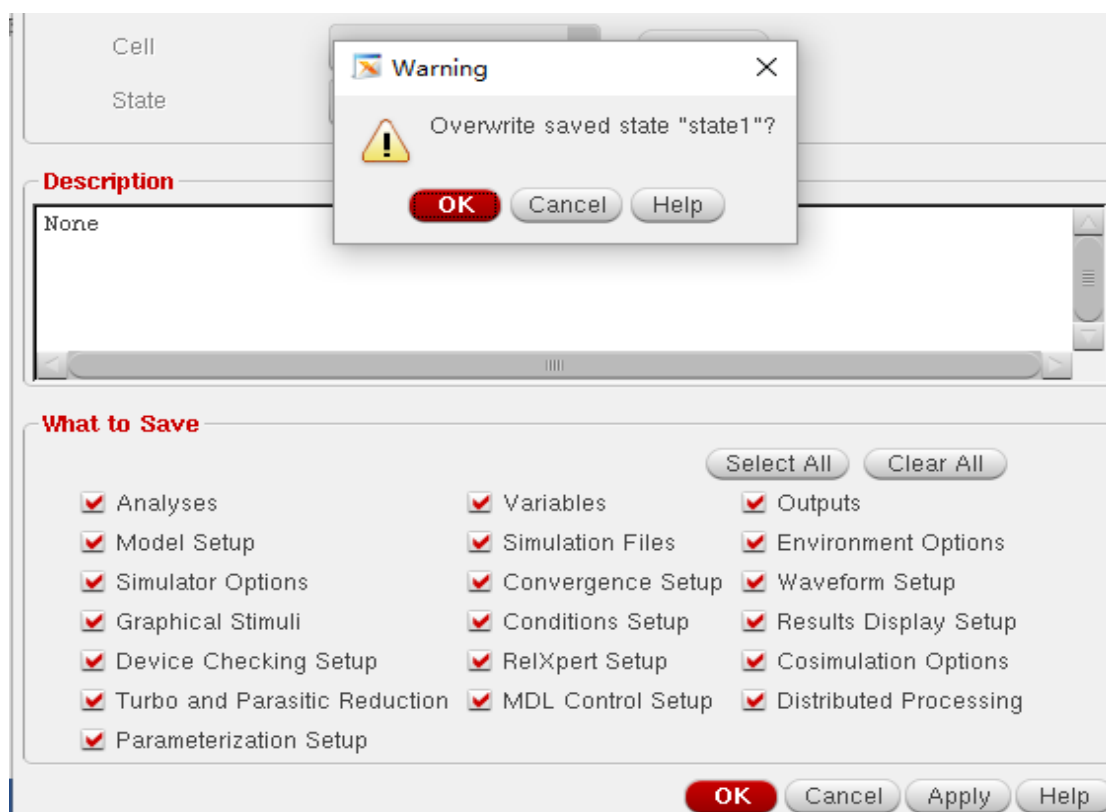 Cell
Warning
State
Overwrite saved state "state1"?
OK Cancel Help
Description
None
What to Save
Select All Clear All
Analyses Variables Outputs
Model Setup Simulation Files Environment Options
Simulator Options Convergence Setup Waveform Setup
Graphical Stimuli Conditions Setup Results Display Setup
Device Checking Setup RelXpert Setup Cosimulation Options
Turbo and Parasitic Reduction MDL Control Setup Distributed Processing
Parameterization Setup
OK Cancel Apply Help